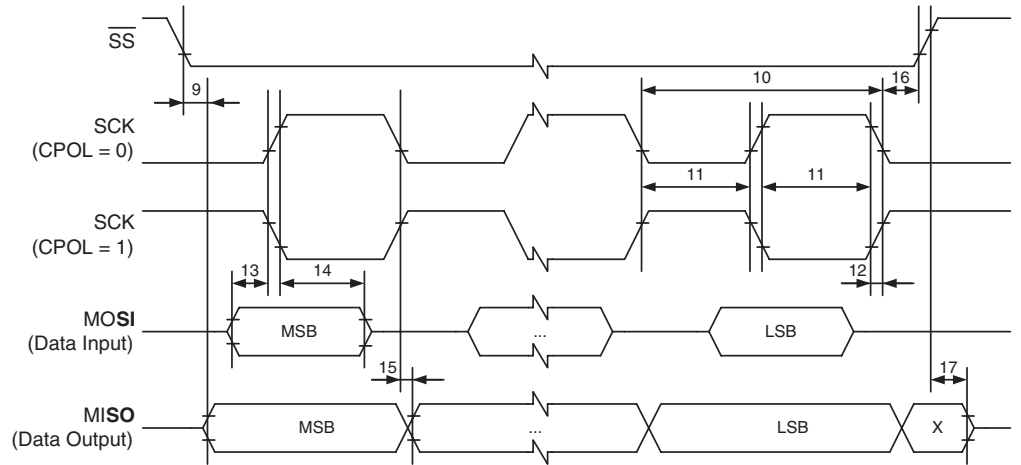 SS
9
10
16
SCK
(CPOL = 0)
11
11
SCK
(CPOL = 1)
13
14
12
MOSI
(Data Input)
MSB
...
LSB
15
17
MISO
(Data Output)
MSB
...
LSB
X